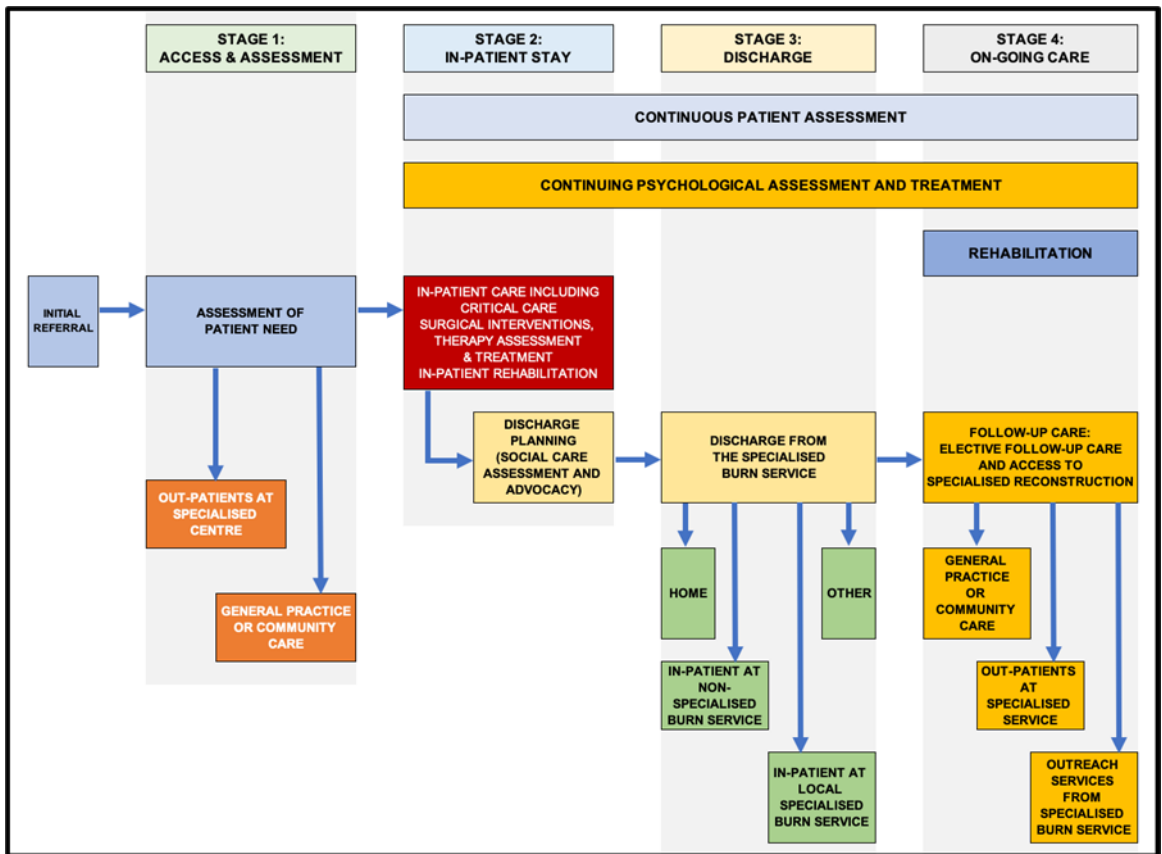 STAGE 1:
ACCESS & ASSESSMENT
STAGE 2:
IN-PATIENT STAY
STAGE 3:
DISCHARGE
STAGE 4:
ON-GOING CARE
CONTINUOUS PATIENT ASSESSMENT
CONTINUING PSYCHOLOGICAL ASSESSMENT AND TREATMENT
REHABILITATION
INITIAL
REFERRAL
ASSESSMENT OF
PATIENT NEED
IN-PATIENT CARE INCLUDING
CRITICAL CARE
SURGICAL INTERVENTIONS,
THERAPY ASSESSMENT
& TREATMENT
IN-PATIENT REHABILITATION
DISCHARGE
PLANNING
(SOCIAL CARE
ASSESSMENT AND
ADVOCACY)
DISCHARGE FROM
THE SPECIALISED
BURN SERVICE
FOLLOW-UP CARE:
ELECTIVE FOLLOW-UP CARE
AND ACCESS TO
SPECIALISED RECONSTRUCTION
OUT-PATIENTS AT
SPECIALISED
CENTRE
GENERAL PRACTICE
OR COMMUNITY
CARE
HOME
OTHER
IN-PATIENT AT
NON-
SPECIALISED
BURN SERVICE
IN-PATIENT AT
LOCAL
SPECIALISED
BURN SERVICE
GENERAL
PRACTICE
OR
COMMUNITY
CARE
OUT-PATIENTS
AT
SPECIALISED
SERVICE
OUTREACH
SERVICES
FROM
SPECIALISED
BURN SERVICE